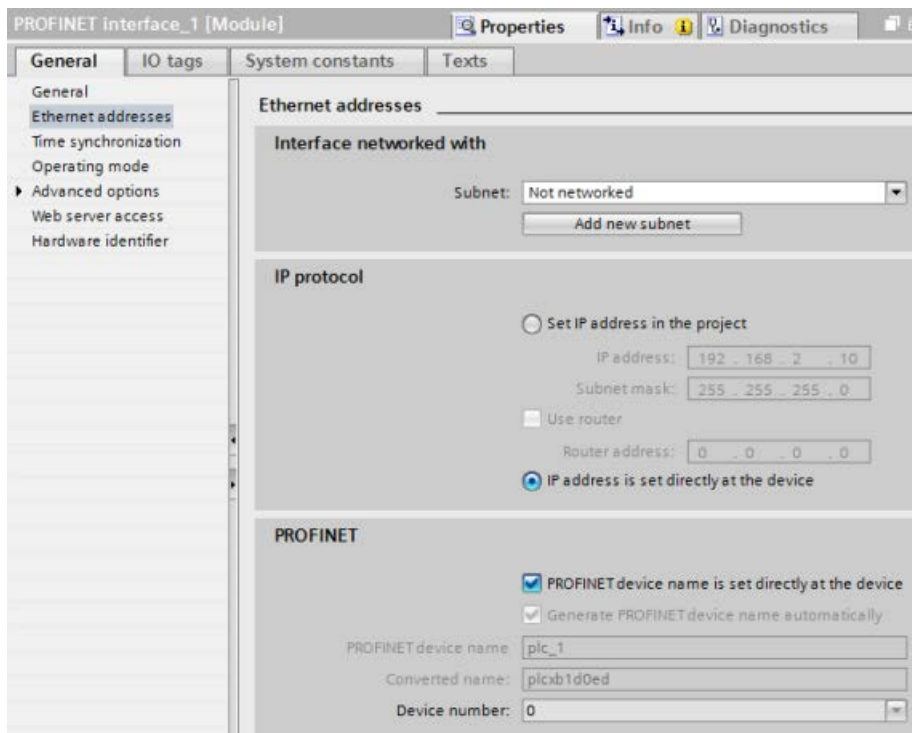 PROFINET interface_1 [Module]
Properties
Info
Diagnostics
General
IO tags
System constants
Texts
General
Ethernet addresses
Time synchronization
Operating mode
Advanced options
Web server access
Hardware identifier
Ethernet addresses
Interface networked with
Subnet: Not networked
Add new subnet
IP protocol
Set IP address in the project
IP address: 192 . 168 . 2 . 10
Subnet mask: 255 . 255 . 255 . 0
Use router
Router address: 0 . 0 . 0 . 0
IP address is set directly at the device
PROFINET
PROFINET device name is set directly at the device
Generate PROFINET device name automatically
PROFINET device name plc_1
Converted name: plcxb1d0ed
Device number: 0